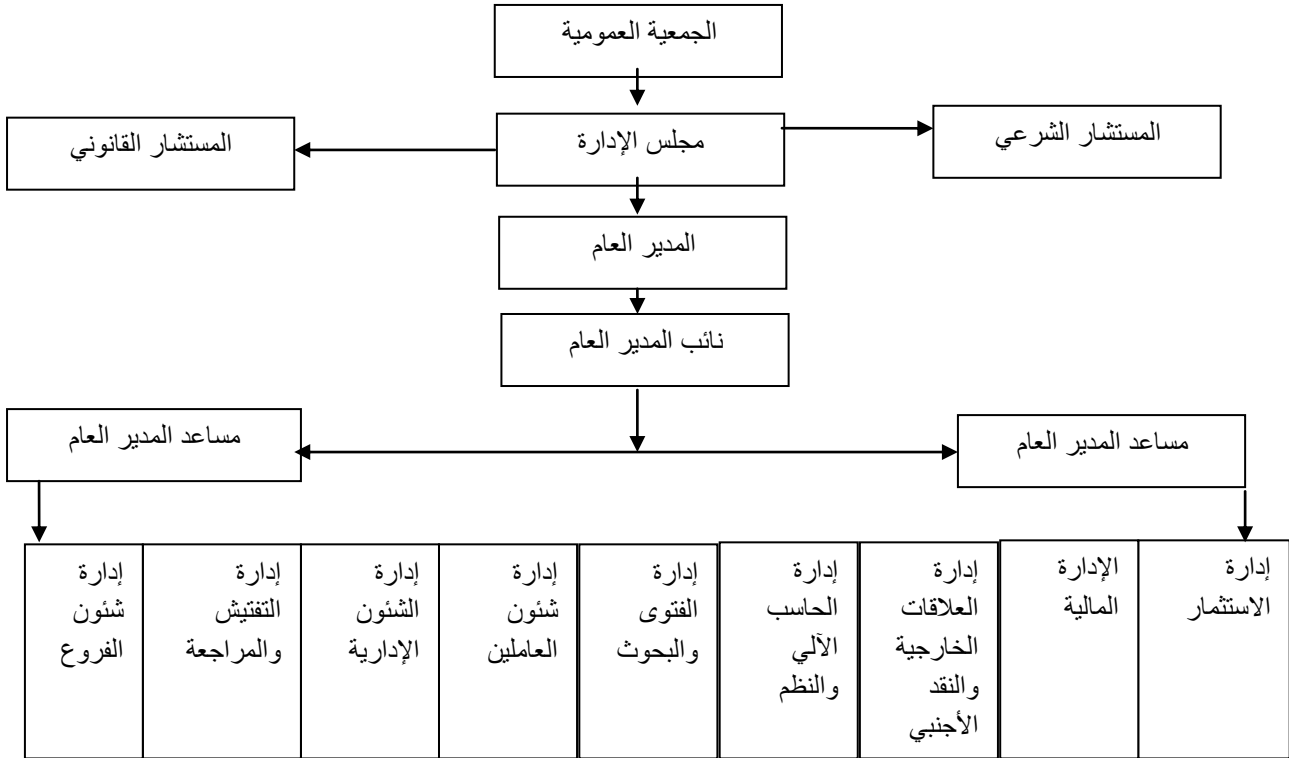 الجمعية العمومية
المستشار الشرعي
مجلس الإدارة
المستشار القانوني
المدير العام
نائب المدير العام
مساعد المدير العام
مساعد المدير العام
إدارة
الاستثمار
الإدارة
المالية
إدارة
العلاقات
الخارجية
والنقد
الأجنبي
إدارة
الحاسب
الآلي
والنظم
إدارة
الفتوى
والبحوث
إدارة
شئون
العاملين
إدارة
الشئون
الإدارية
إدارة
التفتيش
والمراجعة
إدارة
شئون
الفروع